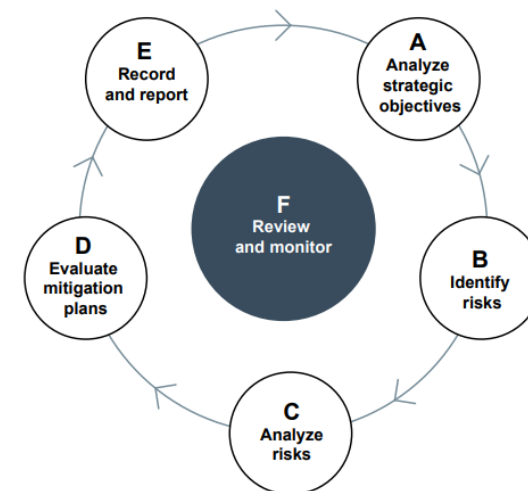 A
Analyze
strategic
objectives
B
Identify
risks
C
Analyze
risks
D
Evaluate
mitigation
plans
E
Record
and report
F
Review
and monitor